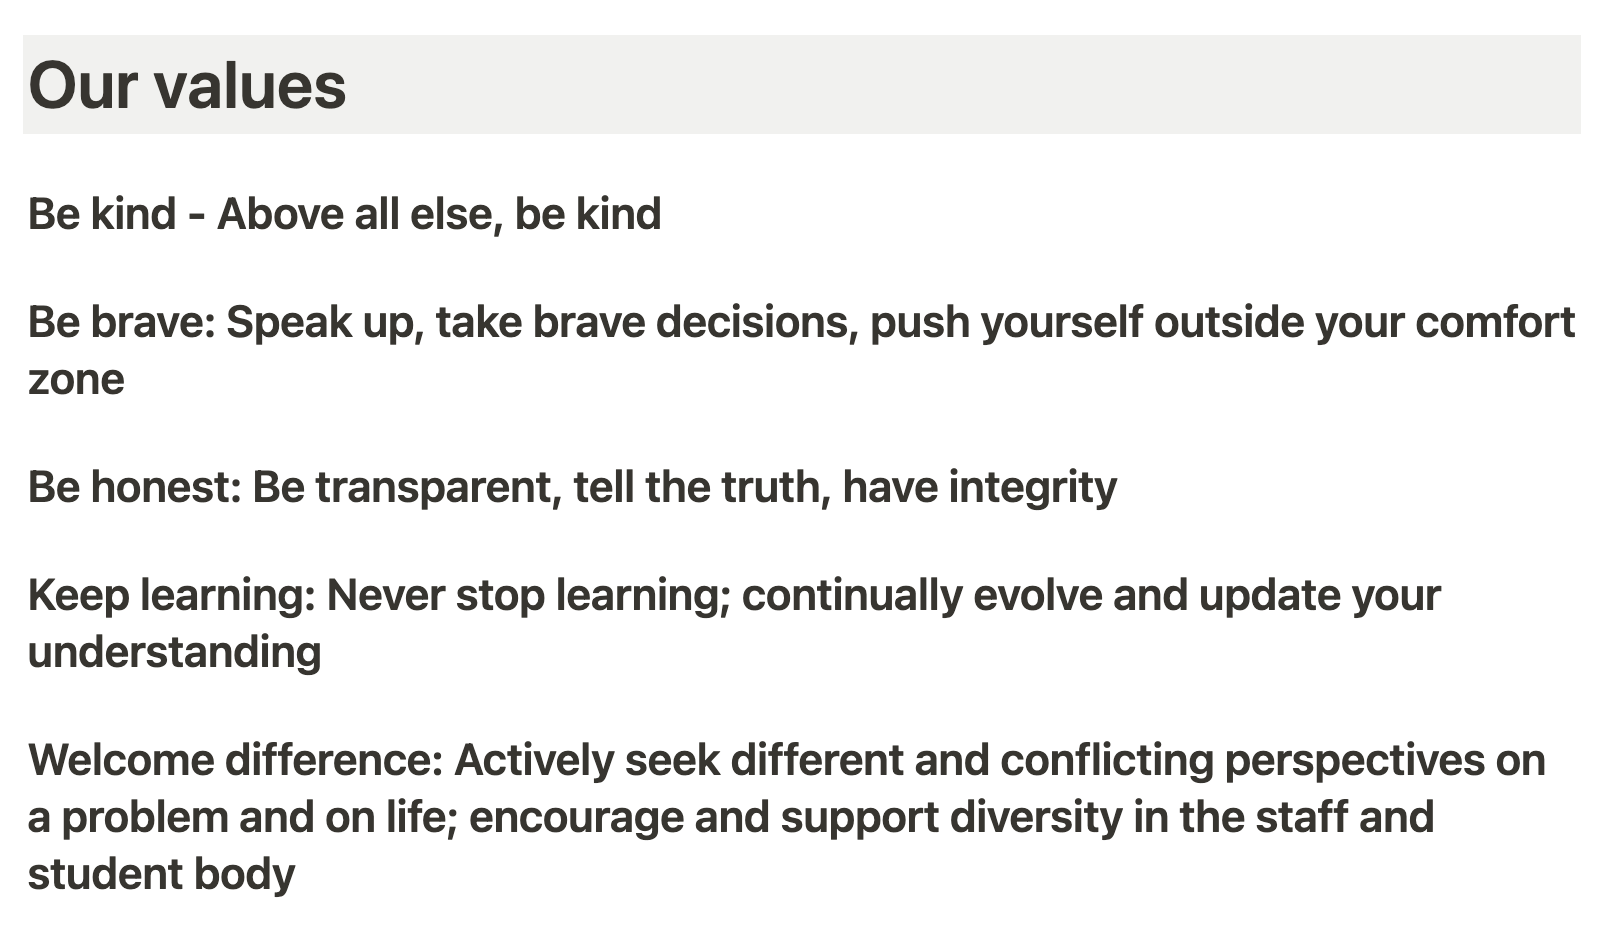 Our values
Be kind - Above all else, be kind
Be brave: Speak up, take brave decisions, push yourself outside your comfort
zone
Be honest: Be transparent, tell the truth, have integrity
Keep learning: Never stop learning; continually evolve and update your
understanding
Welcome difference: Actively seek different and conflicting perspectives on
a problem and on life; encourage and support diversity in the staff and
student body